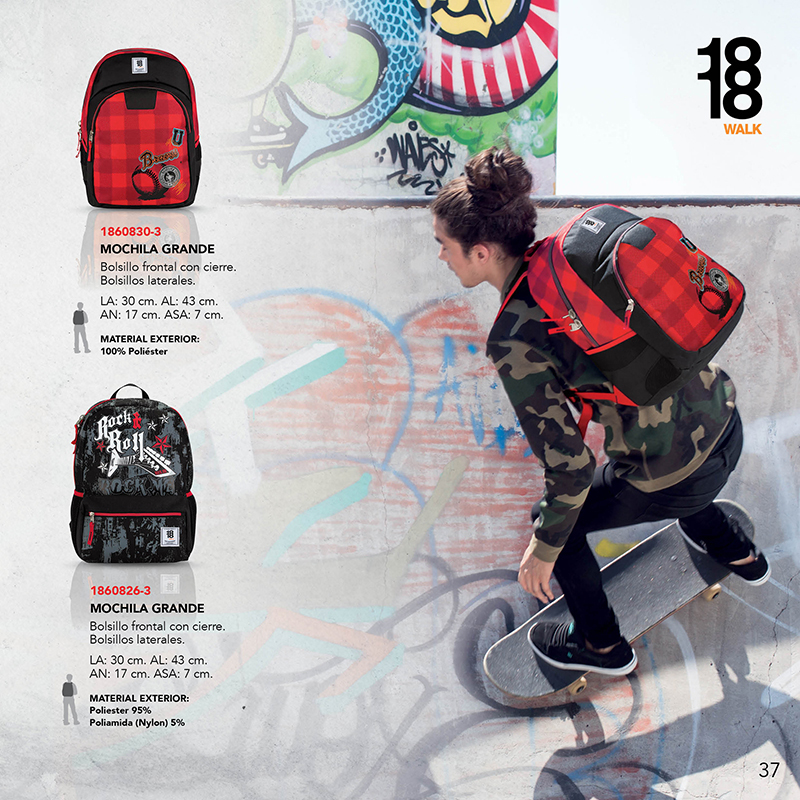 18
18
WALK
WAVES
U
Braves
1860830-3
MOCHILA GRANDE
Bolsillo frontal con cierre.
Bolsillos laterales.
LA: 30 cm. AL: 43 cm.
AN: 17 cm. ASA: 7 cm.
MATERIAL EXTERIOR:
100% Poliéster
U
Rock &
Roll
ROCK
1860826-3
MOCHILA GRANDE
Bolsillo frontal con cierre.
Bolsillos laterales.
LA: 30 cm. AL: 43 cm.
AN: 17 cm. ASA: 7 cm.
MATERIAL EXTERIOR:
Poliester 95%
Poliamida (Nylon) 5%
37